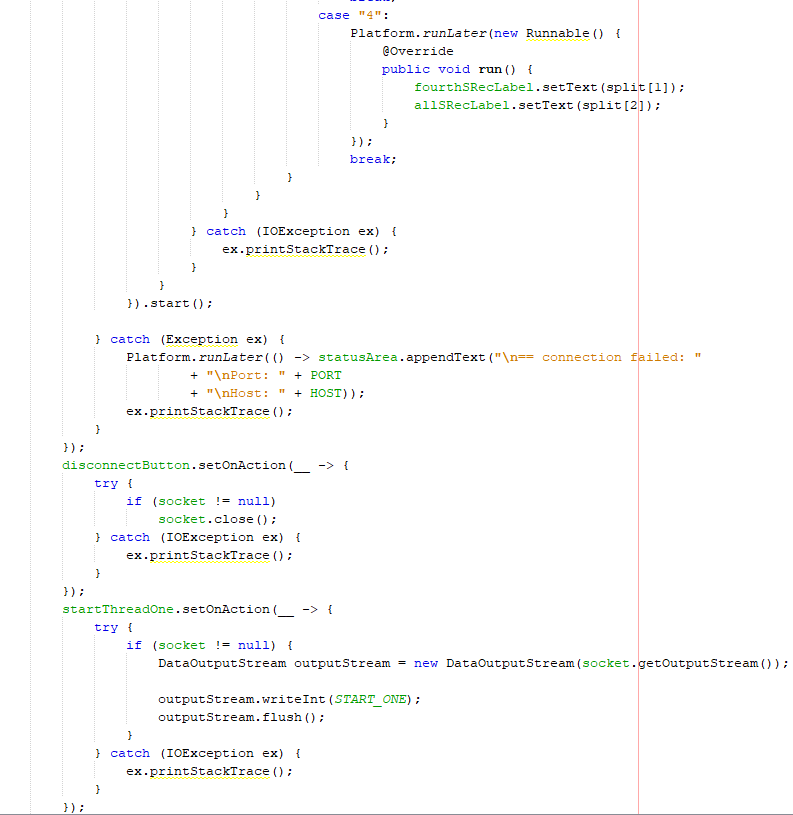 break;
case "4":
Platform.runLater(new Runnable() {
@Override
public void run() {
fourthSRecLabel.setText(split[1]);
allSRecLabel.setText(split[2]);
}
});
break;
}
}
}
} catch (IOException ex) {
ex.printStackTrace();
}
}
}).start();
} catch (Exception ex) {
Platform.runLater(() -> statusArea.appendText("\n== connection failed: "
+ "\nPort: " + PORT
+ "\nHost: " + HOST));
ex.printStackTrace();
}
});
disconnectButton.setOnAction(__ -> {
try {
if (socket != null)
socket.close();
} catch (IOException ex) {
ex.printStackTrace();
}
});
startThreadOne.setOnAction(__ -> {
try {
if (socket != null) {
DataOutputStream outputStream = new DataOutputStream(socket.getOutputStream());
outputStream.writeInt(START_ONE);
outputStream.flush();
}
} catch (IOException ex) {
ex.printStackTrace();
}
});